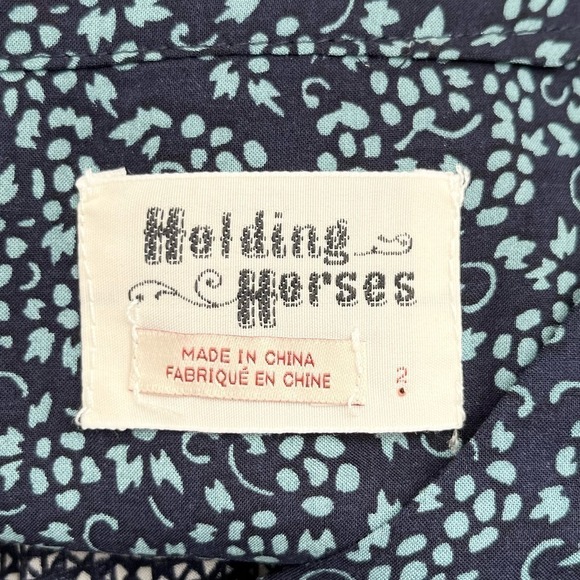 Holding
Horses
MADE IN CHINA
FABRIQUÉ EN CHINE
2